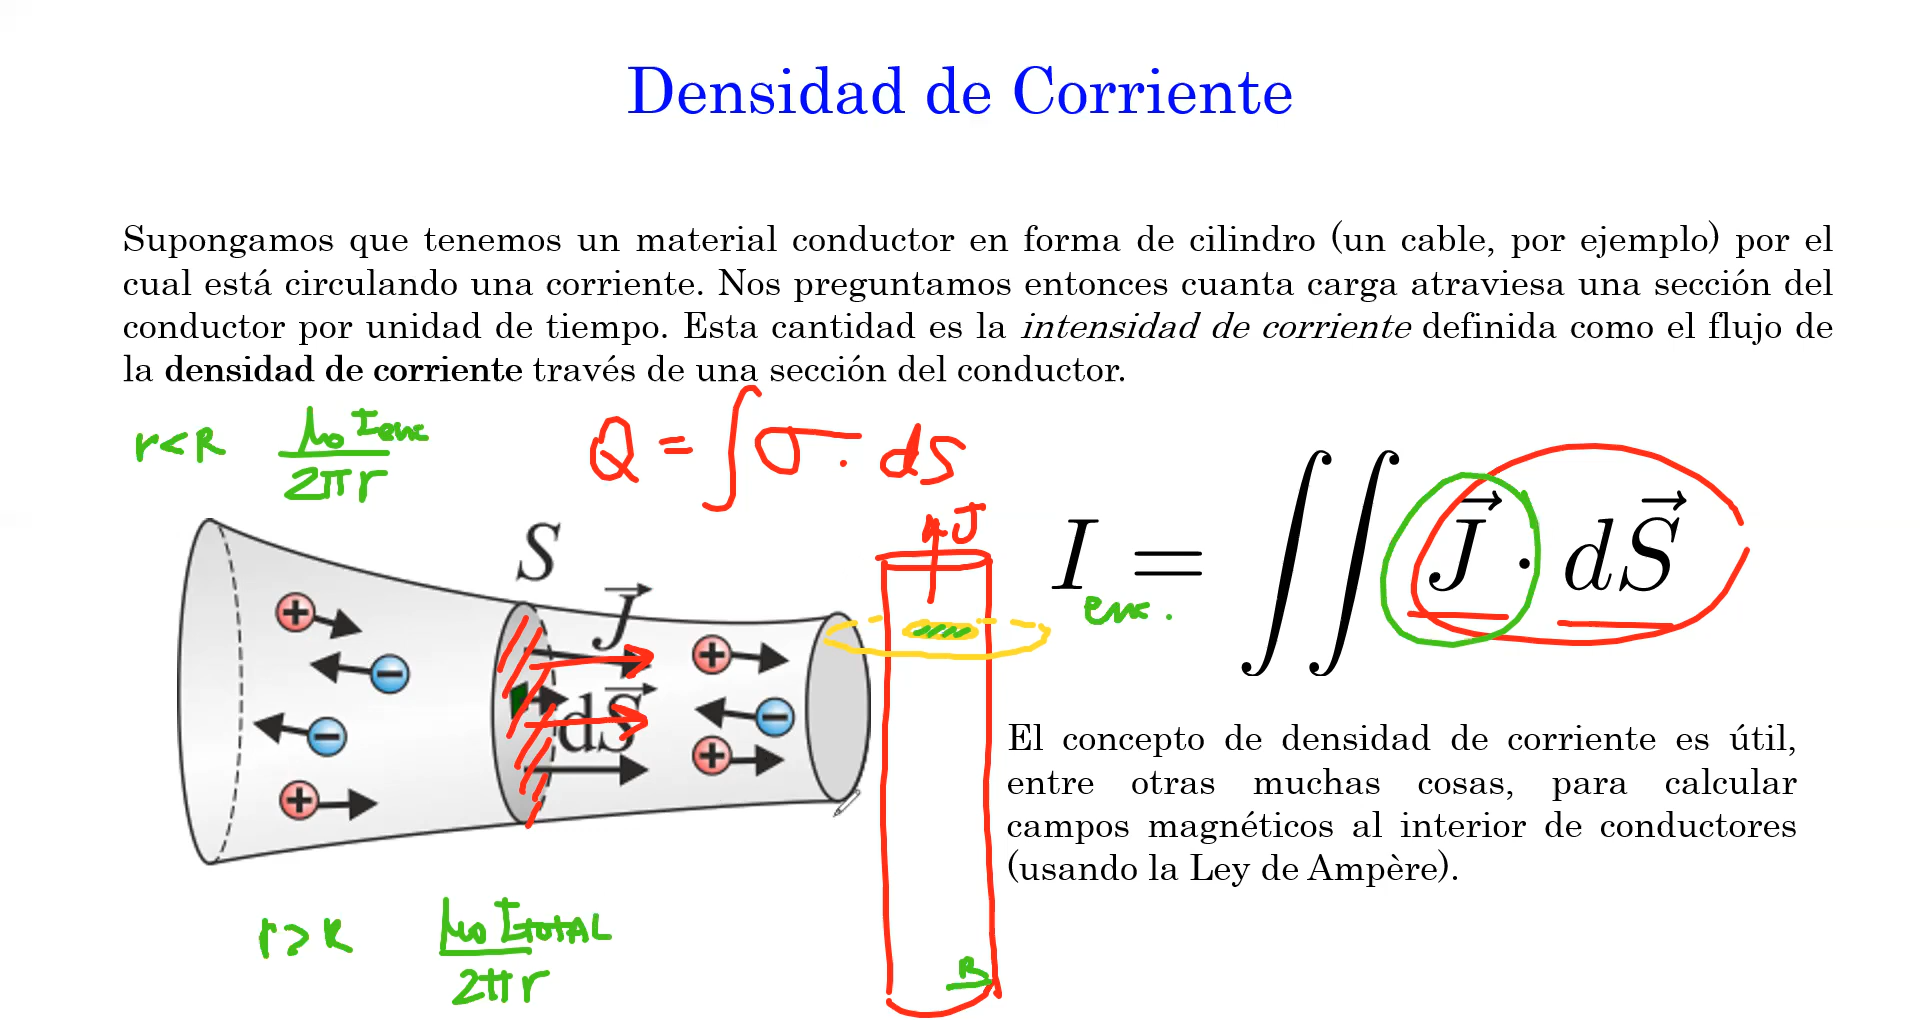 Densidad de Corriente
Supongamos que tenemos un material conductor en forma de cilindro (un cable, por ejemplo) por el
cual está circulando una corriente. Nos preguntamos entonces cuanta carga atraviesa una sección del
conductor por unidad de tiempo. Esta cantidad es la intensidad de corriente definida como el flujo de
la densidad de corriente través de una sección del conductor.
r<R μ₀ I_enc / 2πr
Q = ∫ σ · dS
S
J⃗
dS⃗
+ + + +
− − −
J
R
I_enc. = ∬ J⃗ · dS⃗
El concepto de densidad de corriente es útil,
entre otras muchas cosas, para calcular
campos magnéticos al interior de conductores
(usando la Ley de Ampère).
r>R μ₀ I_TOTAL / 2πr